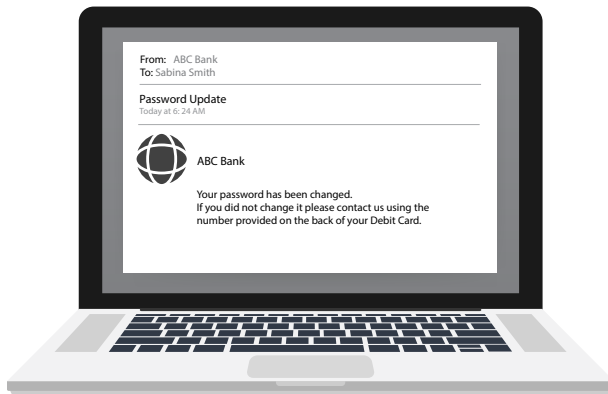 From: ABC Bank
To: Sabina Smith
Password Update
Today at 6: 24 AM
ABC Bank
Your password has been changed.
If you did not change it please contact us using the
number provided on the back of your Debit Card.